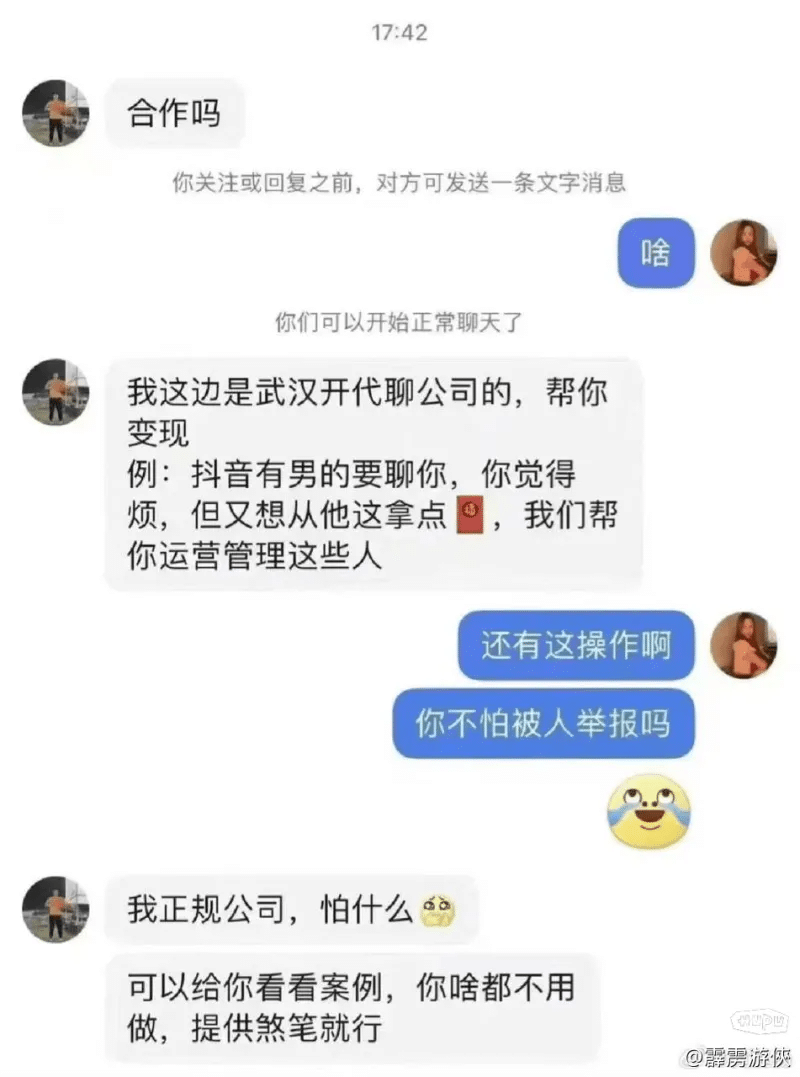 17:42
合作吗
你关注或回复之前，对方可发送一条文字消息
啥
你们可以开始正常聊天了
我这边是武汉开代聊公司的，帮你
变现
例：抖音有男的要聊你，你觉得
烦，但又想从他这拿点，我们帮
你运营管理这些人
还有这操作啊
你不怕被人举报吗
我正规公司，怕什么
可以给你看看案例，你啥都不用
做，提供煞笔就行
HUPU
@霹雳游侠